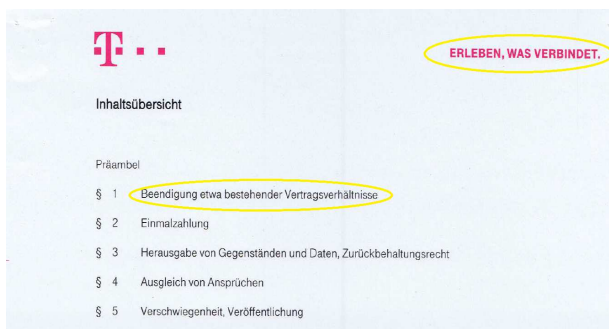 T
ERLEBEN, WAS VERBINDET.
Inhaltsübersicht
Präambel
§ 1 Beendigung etwa bestehender Vertragsverhältnisse
§ 2 Einmalzahlung
§ 3 Herausgabe von Gegenständen und Daten, Zurückbehaltungsrecht
§ 4 Ausgleich von Ansprüchen
§ 5 Verschwiegenheit, Veröffentlichung